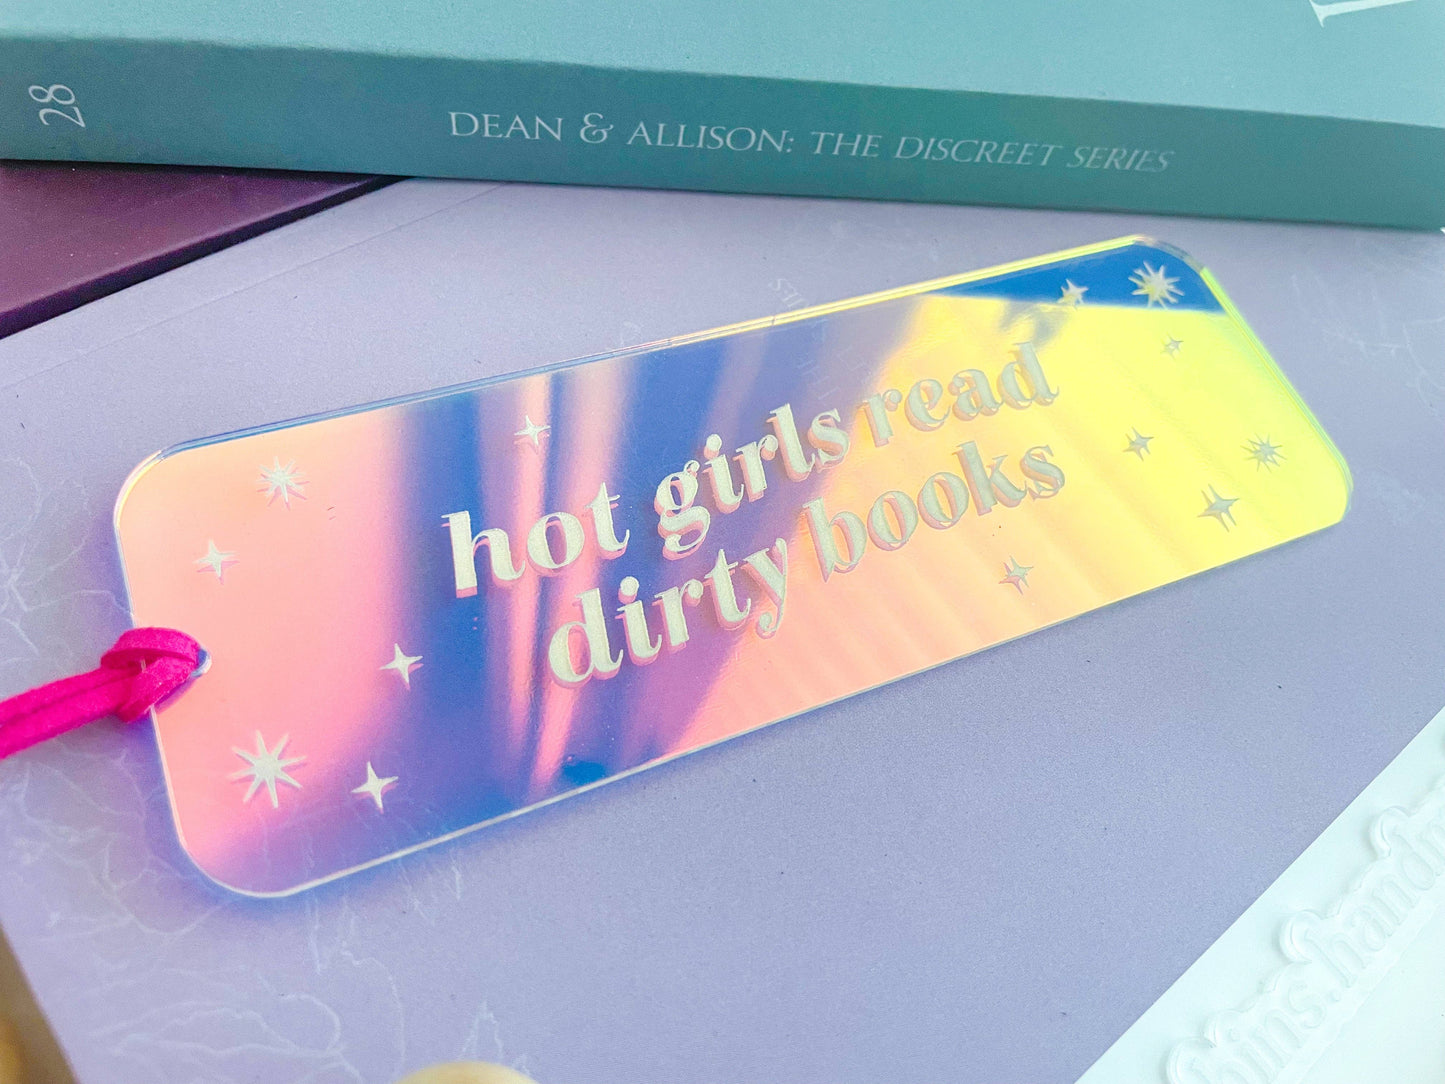 28
DEAN & ALLISON: THE DISCREET SERIES
hot girls read
dirty books